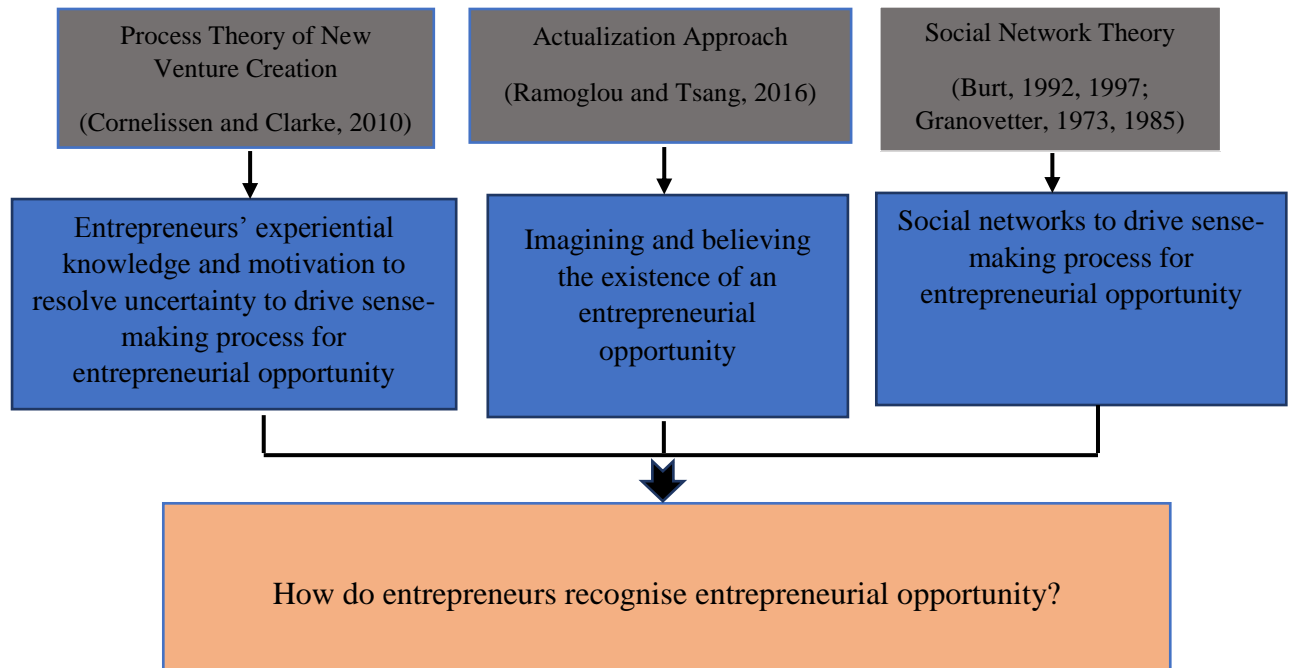 Process Theory of New
Venture Creation
(Cornelissen and Clarke, 2010)
Actualization Approach
(Ramoglou and Tsang, 2016)
Social Network Theory
(Burt, 1992, 1997;
Granovetter, 1973, 1985)
Entrepreneurs’ experiential
knowledge and motivation to
resolve uncertainty to drive sense-
making process for
entrepreneurial opportunity
Imagining and believing
the existence of an
entrepreneurial
opportunity
Social networks to drive sense-
making process for
entrepreneurial opportunity
How do entrepreneurs recognise entrepreneurial opportunity?